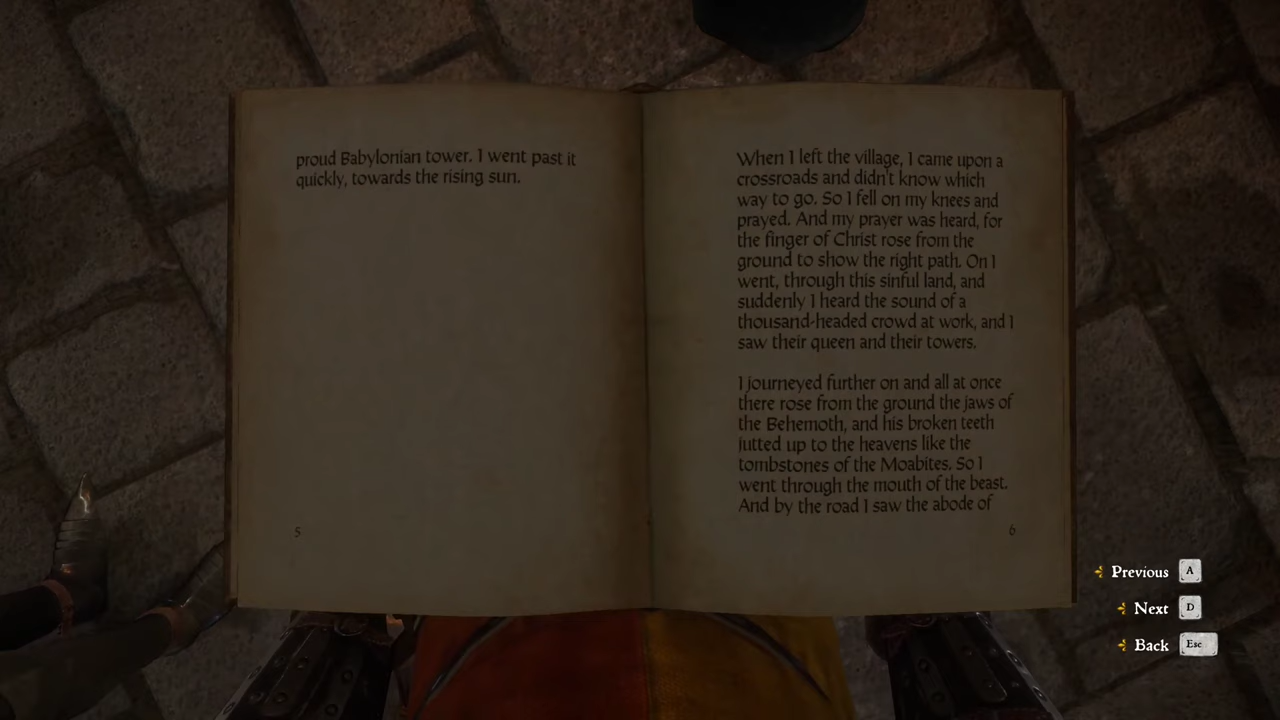 proud Babylonian tower. I went past it
quickly, towards the rising sun.
5
When I left the village, I came upon a
crossroads and didn't know which
way to go. So I fell on my knees and
prayed. And my prayer was heard, for
the finger of Christ rose from the
ground to show the right path. On I
went, through this sinful land, and
suddenly I heard the sound of a
thousand-headed crowd at work, and I
saw their queen and their towers.
I journeyed further on and all at once
there rose from the ground the jaws of
the Behemoth, and his broken teeth
jutted up to the heavens like the
tombstones of the Moabites. So I
went through the mouth of the beast.
And by the road I saw the abode of
6
Previous A
Next D
Back Esc